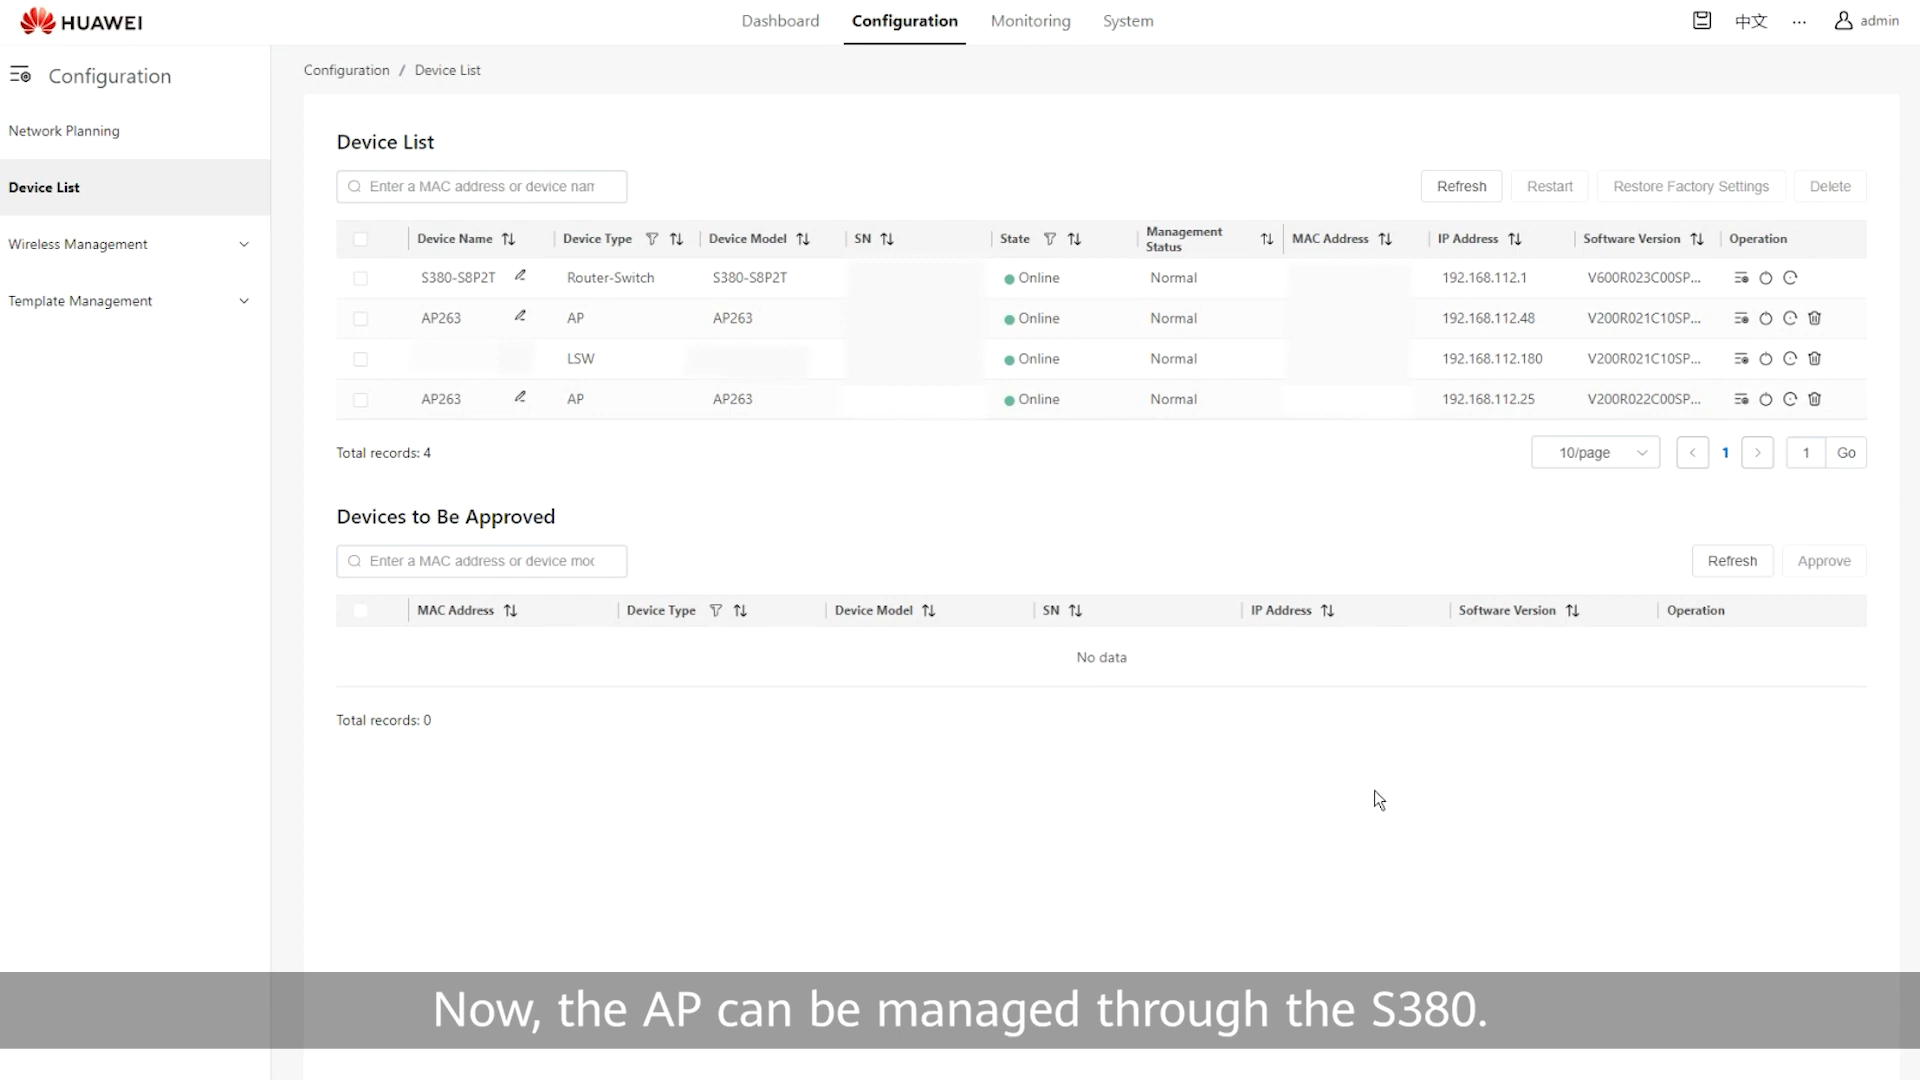 HUAWEI
Dashboard Configuration Monitoring System
中文 ... admin
Configuration
Network Planning
Device List
Wireless Management
Template Management
Configuration / Device List
Device List
Enter a MAC address or device nam
Refresh Restart Restore Factory Settings Delete
Device Name Device Type Device Model SN State Management Status MAC Address IP Address Software Version Operation
S380-S8P2T Router-Switch S380-S8P2T Online Normal 192.168.112.1 V600R023C00SP...
AP263 AP AP263 Online Normal 192.168.112.48 V200R021C10SP...
LSW Online Normal 192.168.112.180 V200R021C10SP...
AP263 AP AP263 Online Normal 192.168.112.25 V200R022C00SP...
Total records: 4
10/page < 1 > 1 Go
Devices to Be Approved
Enter a MAC address or device moc
Refresh Approve
MAC Address Device Type Device Model SN IP Address Software Version Operation
No data
Total records: 0
Now, the AP can be managed through the S380.